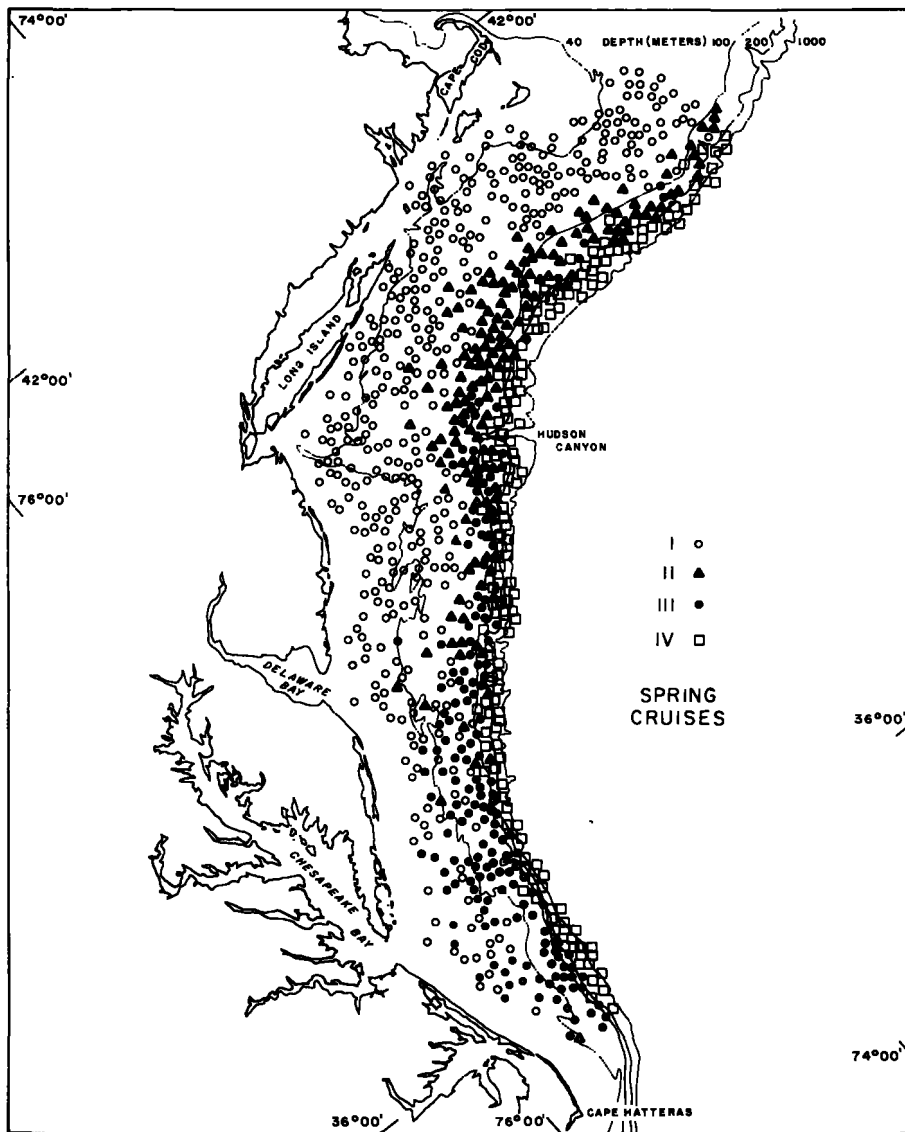 74°00'
42°00'
40 DEPTH (METERS) 100 200 1000
CAPE COD
LONG ISLAND
42°00'
HUDSON
CANYON
76°00'
I
II
III
IV
SPRING
CRUISES
DELAWARE
BAY
36°00'
CHESAPEAKE
BAY
74°00'
CAPE HATTERAS
36°00'
76°00'